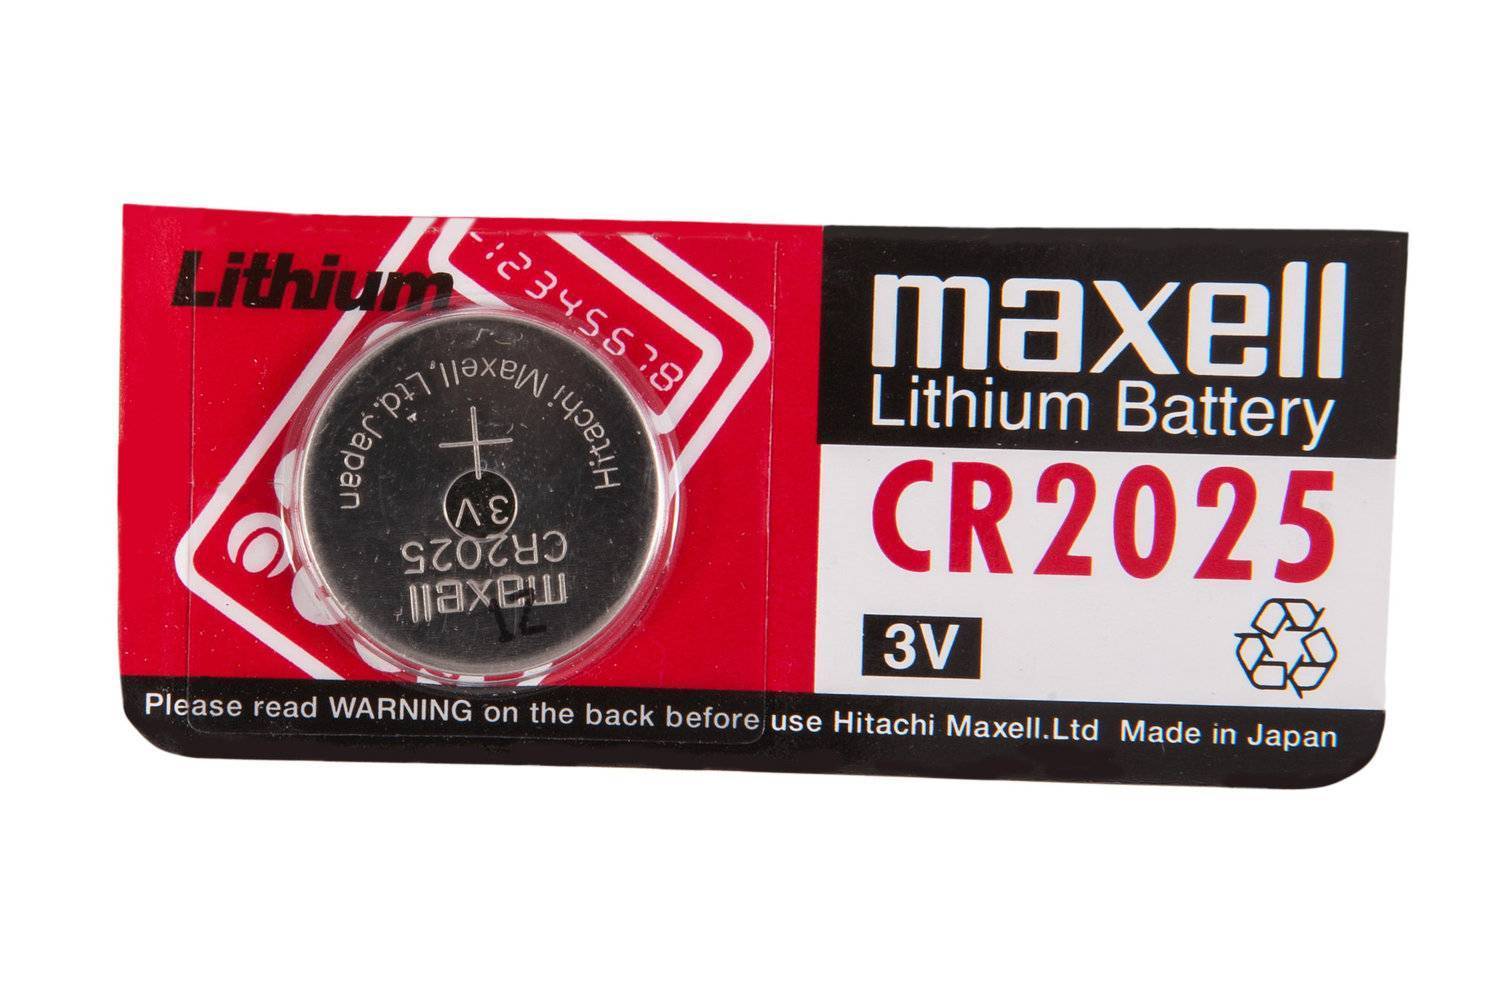 Lithium
-12345578
Hitachi Maxell, Ltd. Japan
+
3V
CR2025
maxell
maxell
Lithium Battery
CR2025
3V
Please read WARNING on the back before use Hitachi Maxell.Ltd Made in Japan